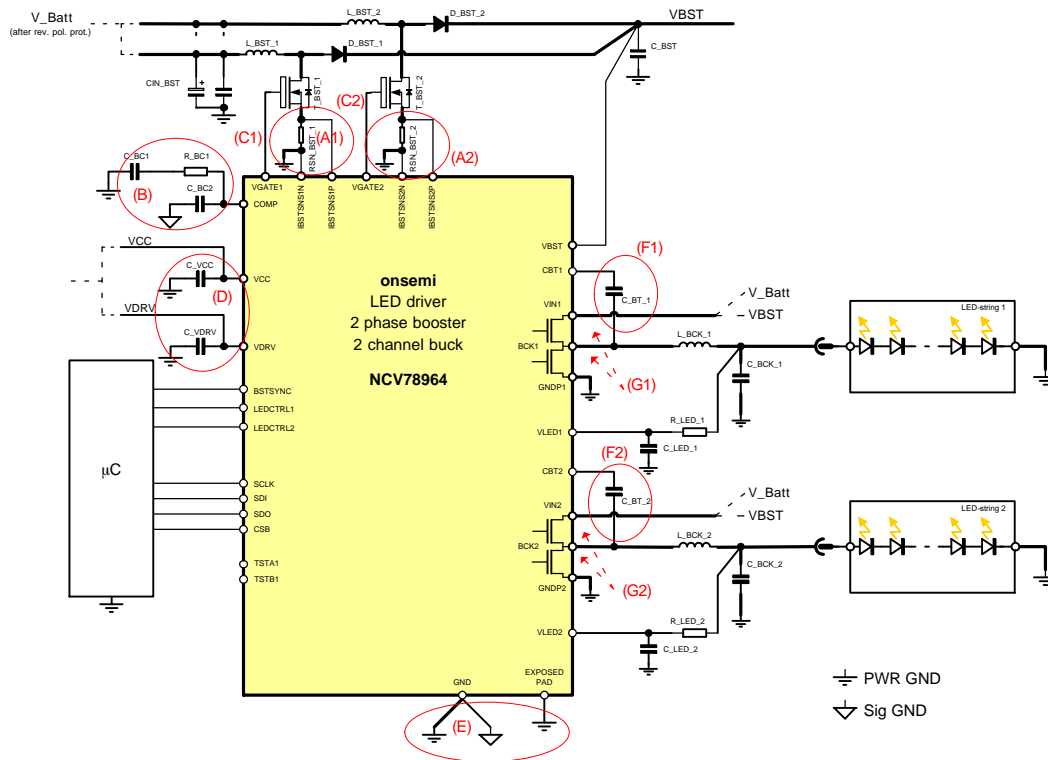 V_Batt
(after rev. pol. prot.)
L_BST_2
D_BST_2
VBST
L_BST_1
D_BST_1
C_BST
CIN_BST
+
T_BST_1
T_BST_2
(C1)
(C2)
(A1)
(A2)
RSN_BST_1
RSN_BST_2
C_BC1
R_BC1
(B)
C_BC2
VGATE1
IBSTSNS1N
IBSTSNS1P
VGATE2
IBSTSNS2N
IBSTSNS2P
COMP
VCC
C_VCC
VCC
(D)
VDRV
C_VDRV
VDRV
onsemi
LED driver
2 phase booster
2 channel buck
NCV78964
VBST
CBT1
(F1)
C_BT_1
VIN1
V_Batt
VBST
BCK1
L_BCK_1
GNDP1
(G1)
C_BCK_1
LED-string 1
VLED1
R_LED_1
C_LED_1
CBT2
(F2)
C_BT_2
VIN2
V_Batt
VBST
BCK2
L_BCK_2
GNDP2
(G2)
C_BCK_2
LED-string 2
VLED2
R_LED_2
C_LED_2
µC
BSTSYNC
LEDCTRL1
LEDCTRL2
SCLK
SDI
SDO
CSB
TSTA1
TSTB1
GND
EXPOSED
PAD
(E)
PWR GND
Sig GND